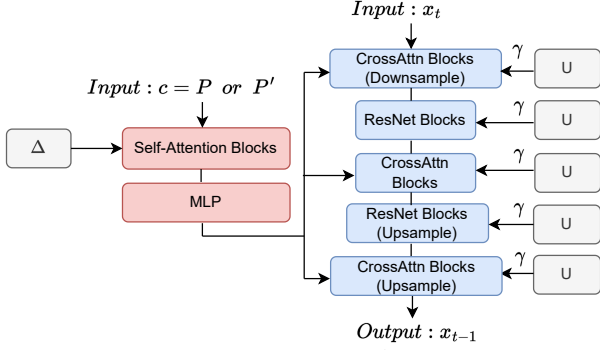 Input : x_t
CrossAttn Blocks
(Downsample)
γ
U
Input : c = P or P′
ResNet Blocks
γ
U
Δ
Self-Attention Blocks
CrossAttn
Blocks
γ
U
MLP
ResNet Blocks
(Upsample)
γ
U
CrossAttn Blocks
(Upsample)
γ
U
Output : x_{t−1}